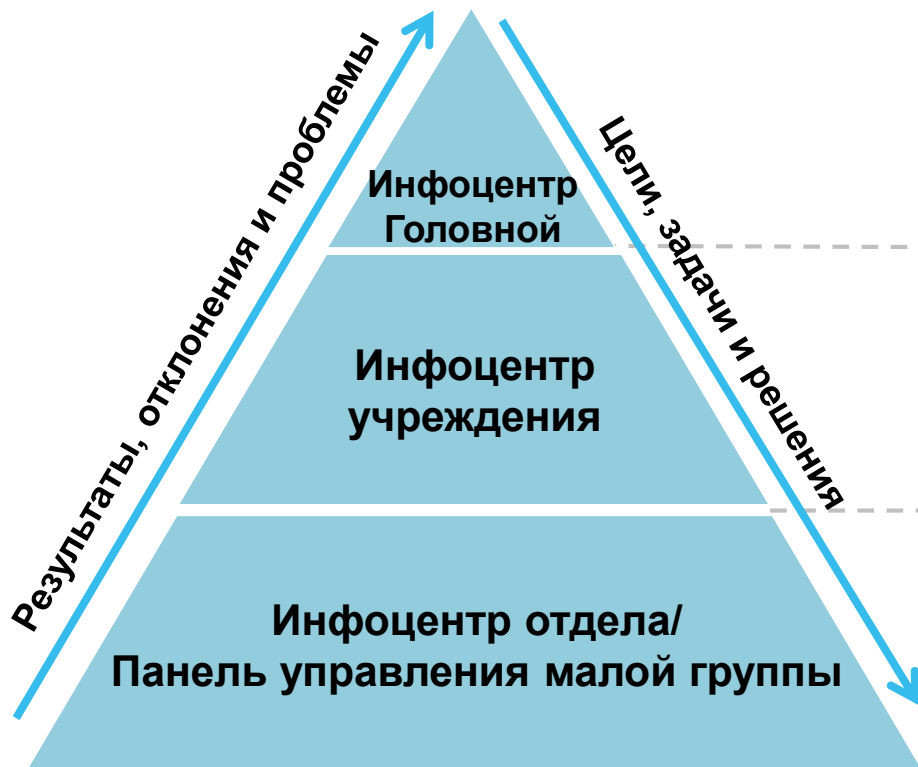 Результаты, отклонения и проблемы
Цели, задачи и решения
Инфоцентр
Головной
Инфоцентр
учреждения
Инфоцентр отдела/
Панель управления малой группы